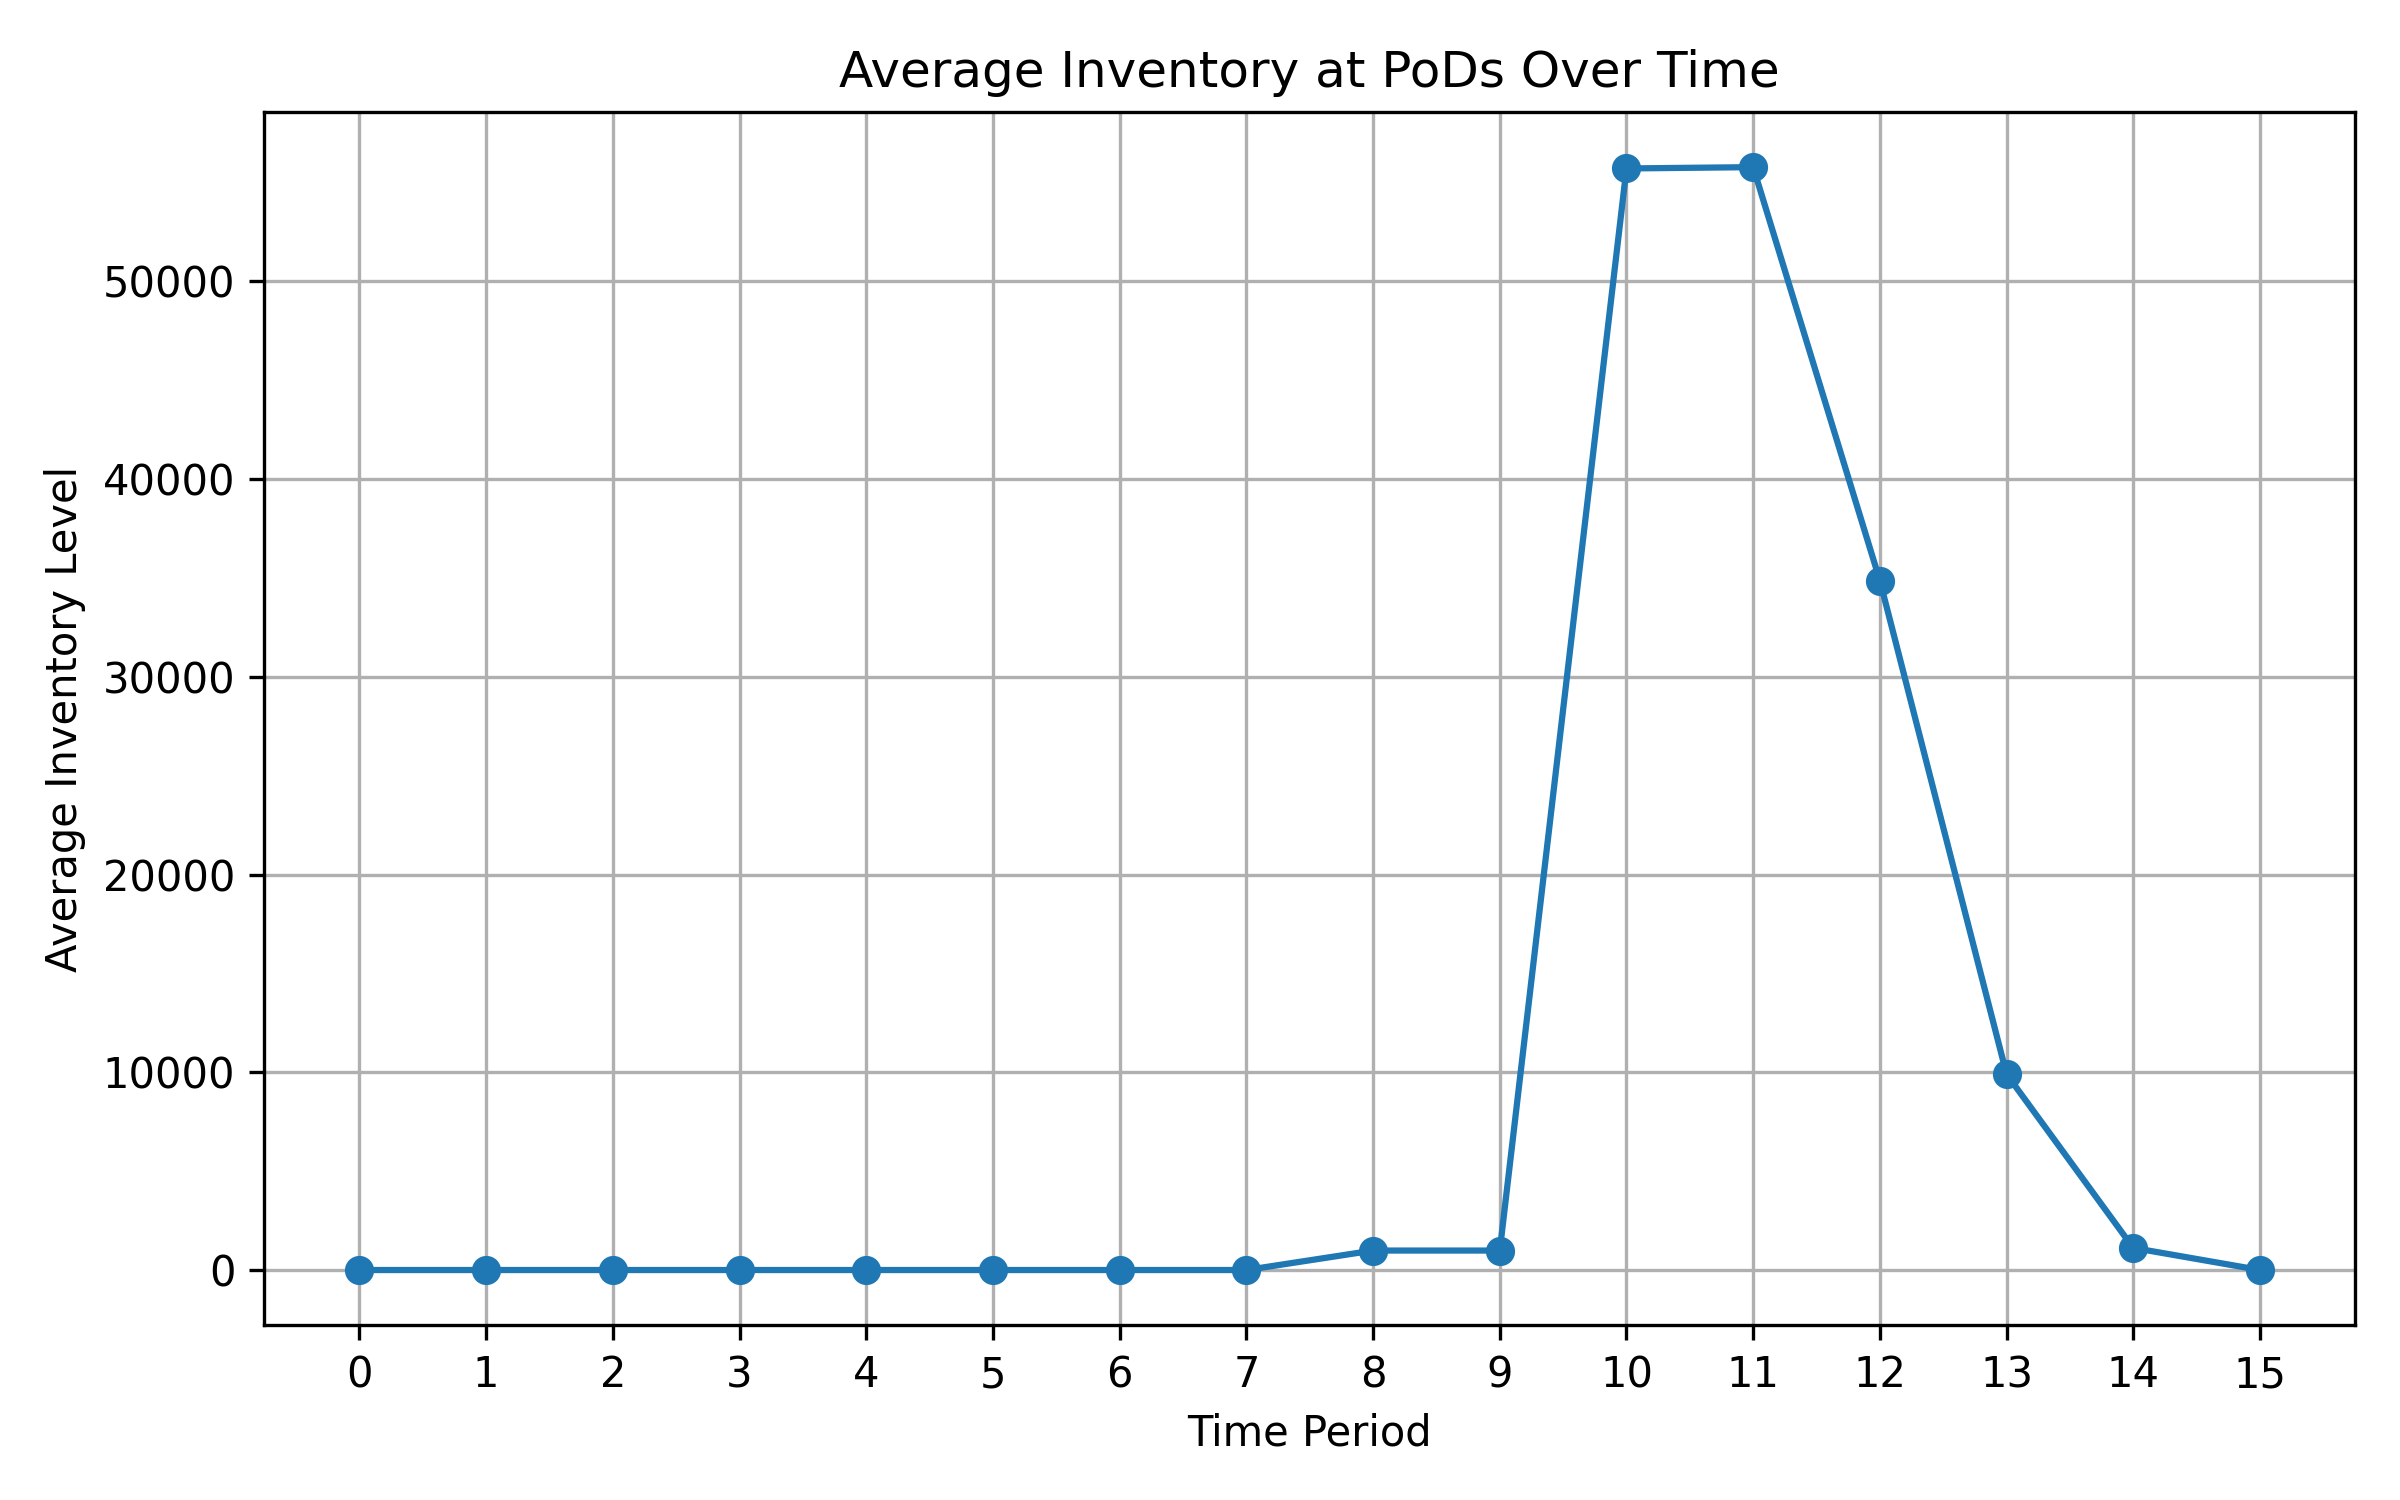 Average Inventory at PoDs Over Time
Average Inventory Level
50000
40000
30000
20000
10000
0
0 1 2 3 4 5 6 7 8 9 10 11 12 13 14 15
Time Period